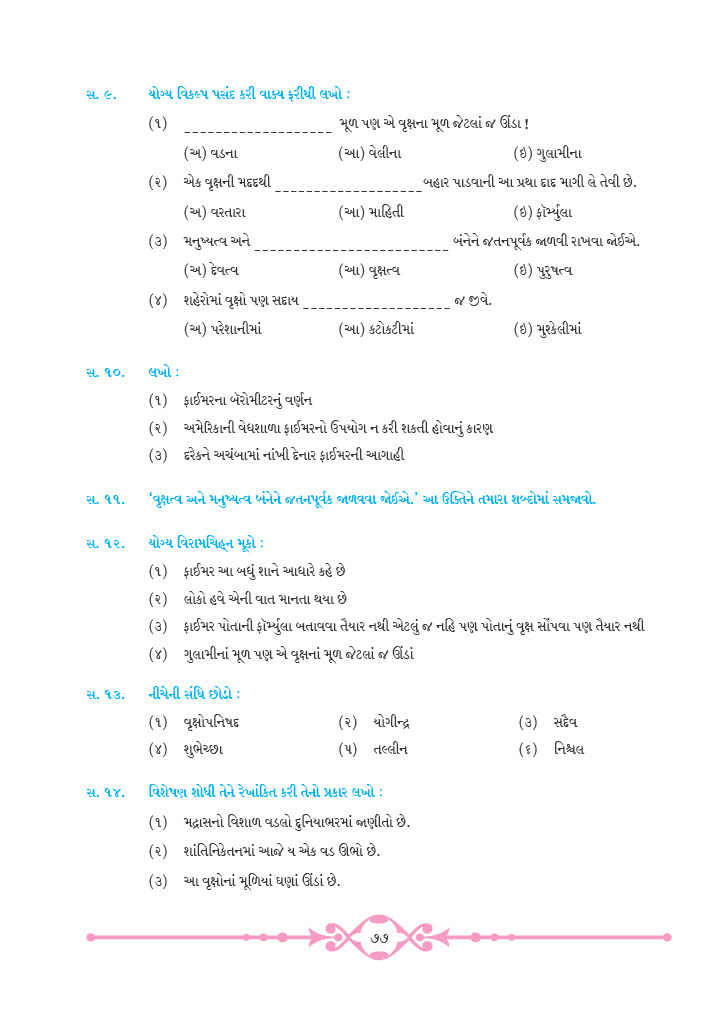 સ. ૯. યોગ્ય વિકલ્પ પસંદ કરી વાક્ય ફરીથી લખો :
(૧) ___________________ મૂળ પણ એ વૃક્ષના મૂળ જેટલાં જ ઊંડા !
(અ) વડના (આ) વેલીના (ઇ) ગુલામીના
(૨) એક વૃક્ષની મદદથી ___________________બહાર પાડવાની આ પ્રથા દાદ માગી લે તેવી છે.
(અ) વરતારા (આ) માહિતી (ઇ) ફૉર્મ્યુલા
(૩) મનુષ્યત્વ અને _________________________ બંનેને જતનપૂર્વક જાળવી રાખવા જોઈએ.
(અ) દેવત્વ (આ) વૃક્ષત્વ (ઇ) પુરુષત્વ
(૪) શહેરોમાં વૃક્ષો પણ સદાય ___________________ જ જીવે.
(અ) પરેશાનીમાં (આ) કટોકટીમાં (ઇ) મુશ્કેલીમાં
સ. ૧૦. લખો :
(૧) ફાઈમરના બૅરોમીટરનું વર્ણન
(૨) અમેરિકાની વેધશાળા ફાઈમરનો ઉપયોગ ન કરી શકતી હોવાનું કારણ
(૩) દરેકને અચંબામાં નાંખી દેનાર ફાઈમરની આગાહી
સ. ૧૧. ‘વૃક્ષત્વ અને મનુષ્યત્વ બંનેને જતનપૂર્વક જાળવવા જોઈએ.’ આ ઉક્તિને તમારા શબ્દોમાં સમજાવો.
સ. ૧૨. યોગ્ય વિરામચિહ્ન મૂકો :
(૧) ફાઈમર આ બધું શાને આધારે કહે છે
(૨) લોકો હવે એની વાત માનતા થયા છે
(૩) ફાઈમર પોતાની ફૉર્મ્યુલા બતાવવા તૈયાર નથી એટલું જ નહિ પણ પોતાનું વૃક્ષ સોંપવા પણ તૈયાર નથી
(૪) ગુલામીનાં મૂળ પણ એ વૃક્ષનાં મૂળ જેટલાં જ ઊંડાં
સ. ૧૩. નીચેની સંધિ છોડો :
(૧) વૃક્ષોપનિષદ (૨) યોગીન્દ્ર (૩) સદૈવ
(૪) શુભેચ્છા (૫) તલ્લીન (૬) નિશ્ચલ
સ. ૧૪. વિશેષણ શોધી તેને રેખાંકિત કરી તેનો પ્રકાર લખો :
(૧) મદ્રાસનો વિશાળ વડલો દુનિયાભરમાં જાણીતો છે.
(૨) શાંતિનિકેતનમાં આજે ય એક વડ ઊભો છે.
(૩) આ વૃક્ષોનાં મૂળિયાં ઘણાં ઊંડાં છે.
૭૭